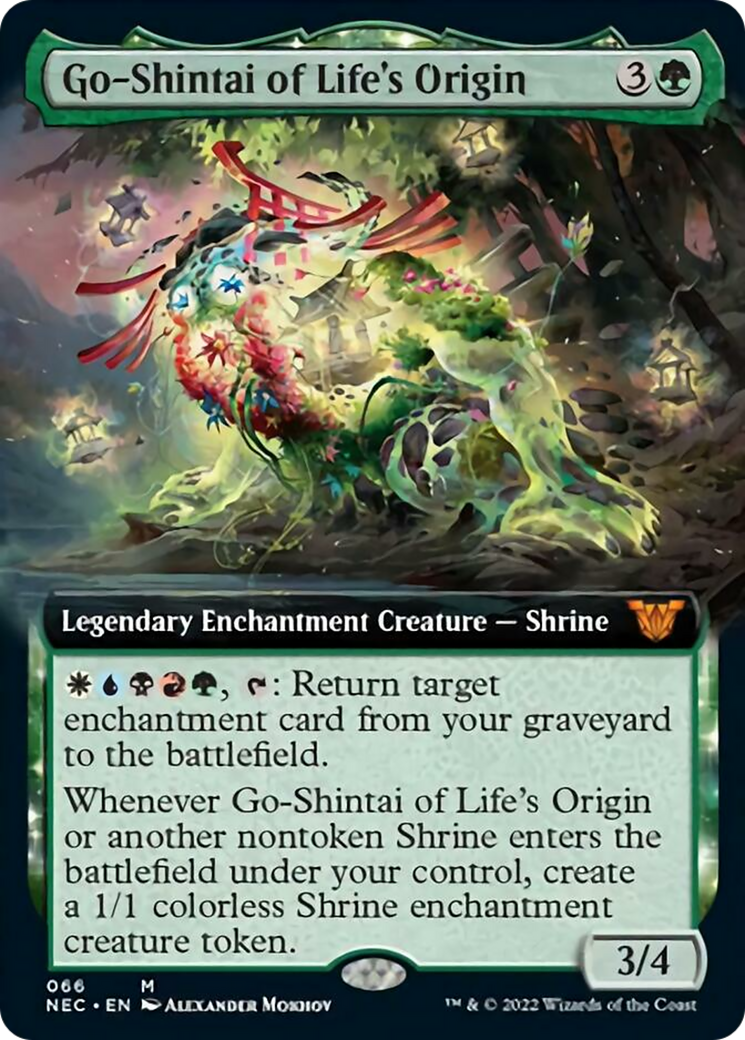 Go-Shintai of Life's Origin 3
Legendary Enchantment Creature — Shrine
, : Return target
enchantment card from your graveyard
to the battlefield.
Whenever Go-Shintai of Life's Origin
or another nontoken Shrine enters the
battlefield under your control, create
a 1/1 colorless Shrine enchantment
creature token.
3/4
066 M
NEC • EN Alexander Mokhov
™ & © 2022 Wizards of the Coast